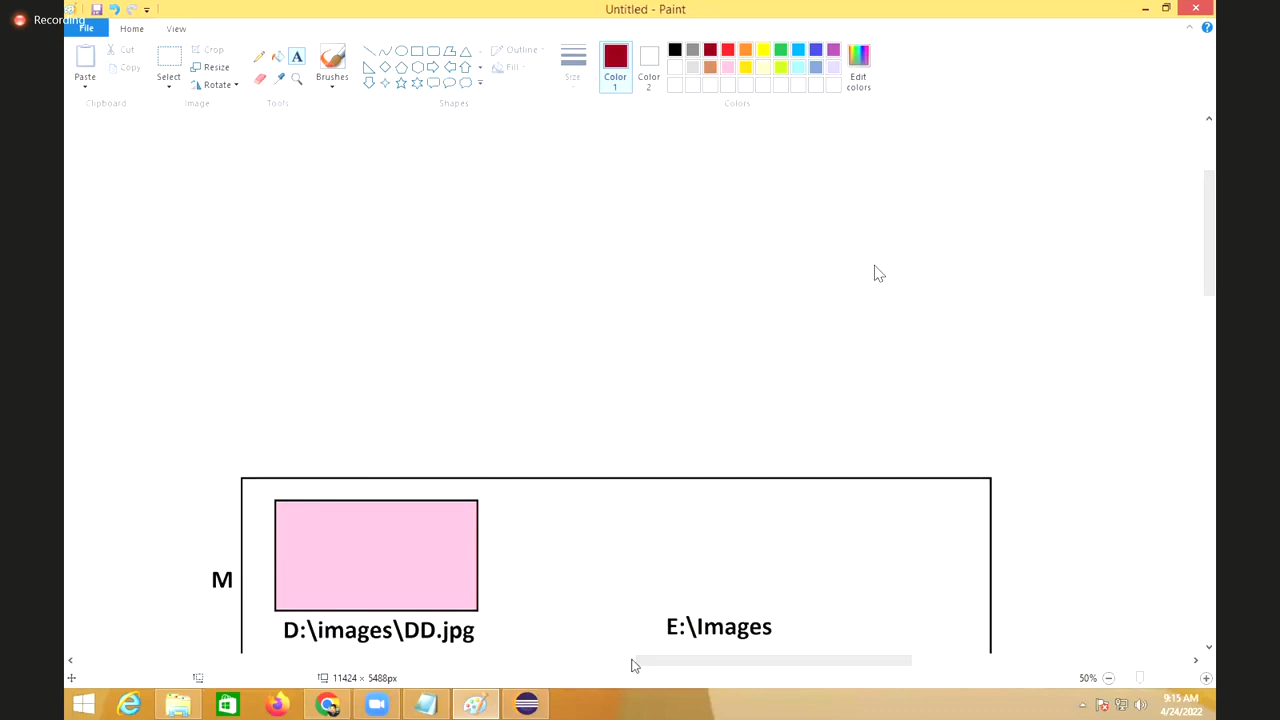 Recording
Untitled - Paint
File Home View
Paste
Cut
Copy
Clipboard
Select
Crop
Resize
Rotate
Image
A
Tools
Brushes
Outline
Fill
Shapes
Size
Color 1
Color 2
Edit colors
Colors
M
D:\images\DD.jpg
E:\Images
11424 × 5488px
50%
9:15 AM
4/24/2022